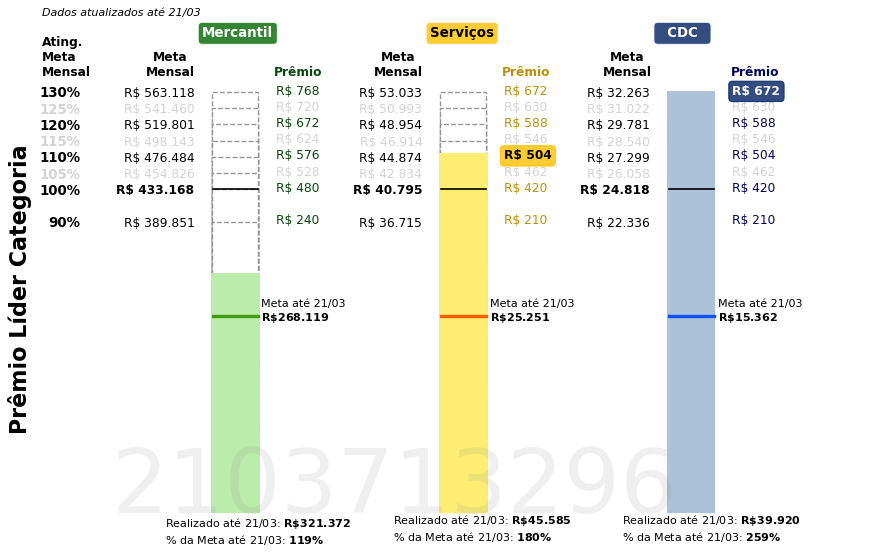 Dados atualizados até 21/03
Mercantil Serviços CDC
Ating. Meta Mensal Meta Mensal Prêmio Meta Mensal Prêmio Meta Mensal Prêmio
130% R$ 563.118 R$ 768 R$ 53.033 R$ 672 R$ 32.263 R$ 672
125% R$ 541.460 R$ 720 R$ 50.993 R$ 630 R$ 31.022 R$ 630
120% R$ 519.801 R$ 672 R$ 48.954 R$ 588 R$ 29.781 R$ 588
115% R$ 498.143 R$ 624 R$ 46.914 R$ 546 R$ 28.540 R$ 546
110% R$ 476.484 R$ 576 R$ 44.874 R$ 504 R$ 27.299 R$ 504
105% R$ 454.826 R$ 528 R$ 42.834 R$ 462 R$ 26.058 R$ 462
100% R$ 433.168 R$ 480 R$ 40.795 R$ 420 R$ 24.818 R$ 420
90% R$ 389.851 R$ 240 R$ 36.715 R$ 210 R$ 22.336 R$ 210
Prêmio Líder Categoria
Meta até 21/03 Meta até 21/03 Meta até 21/03
R$268.119 R$25.251 R$15.362
2103713296
Realizado até 21/03: R$321.372 Realizado até 21/03: R$45.585 Realizado até 21/03: R$39.920
% da Meta até 21/03: 119% % da Meta até 21/03: 180% % da Meta até 21/03: 259%